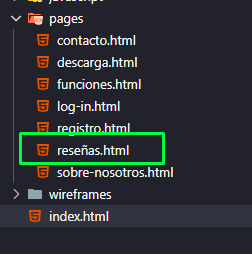 pages
contacto.html
descarga.html
funciones.html
log-in.html
registro.html
reseñas.html
sobre-nosotros.html
wireframes
index.html